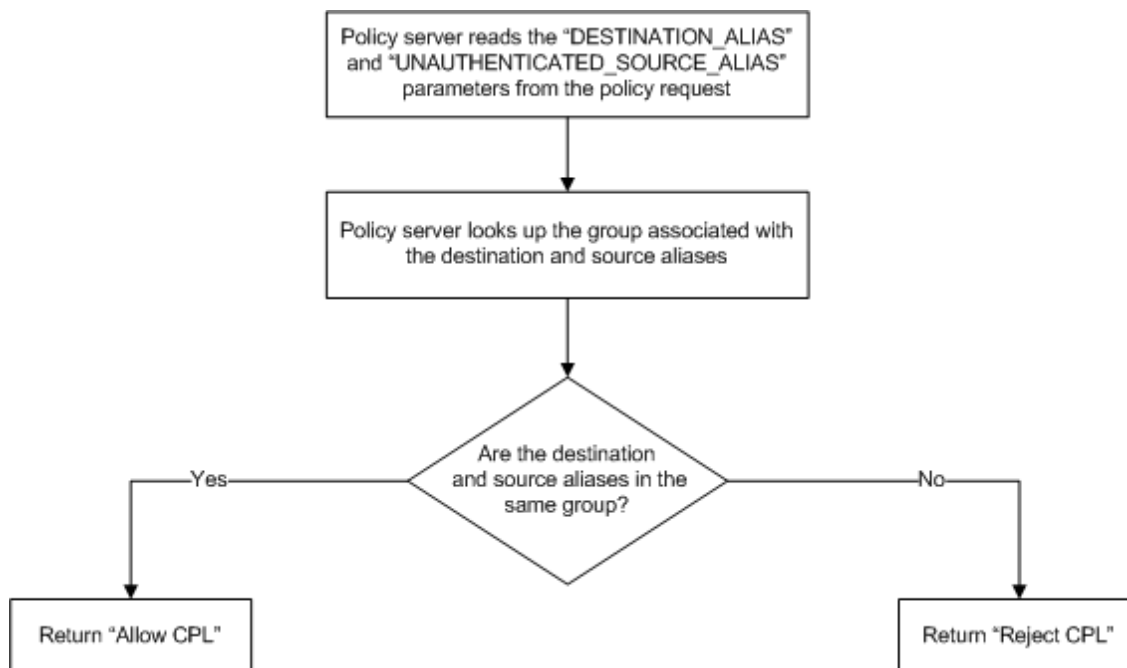 Policy server reads the “DESTINATION_ALIAS”
and “UNAUTHENTICATED_SOURCE_ALIAS”
parameters from the policy request
Policy server looks up the group associated with
the destination and source aliases
Are the destination
and source aliases in the
same group?
Yes
No
Return “Allow CPL”
Return “Reject CPL”